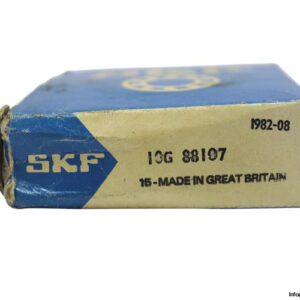 1982-08
SKF
10G 88107
15-MADE IN GREAT BRITAIN